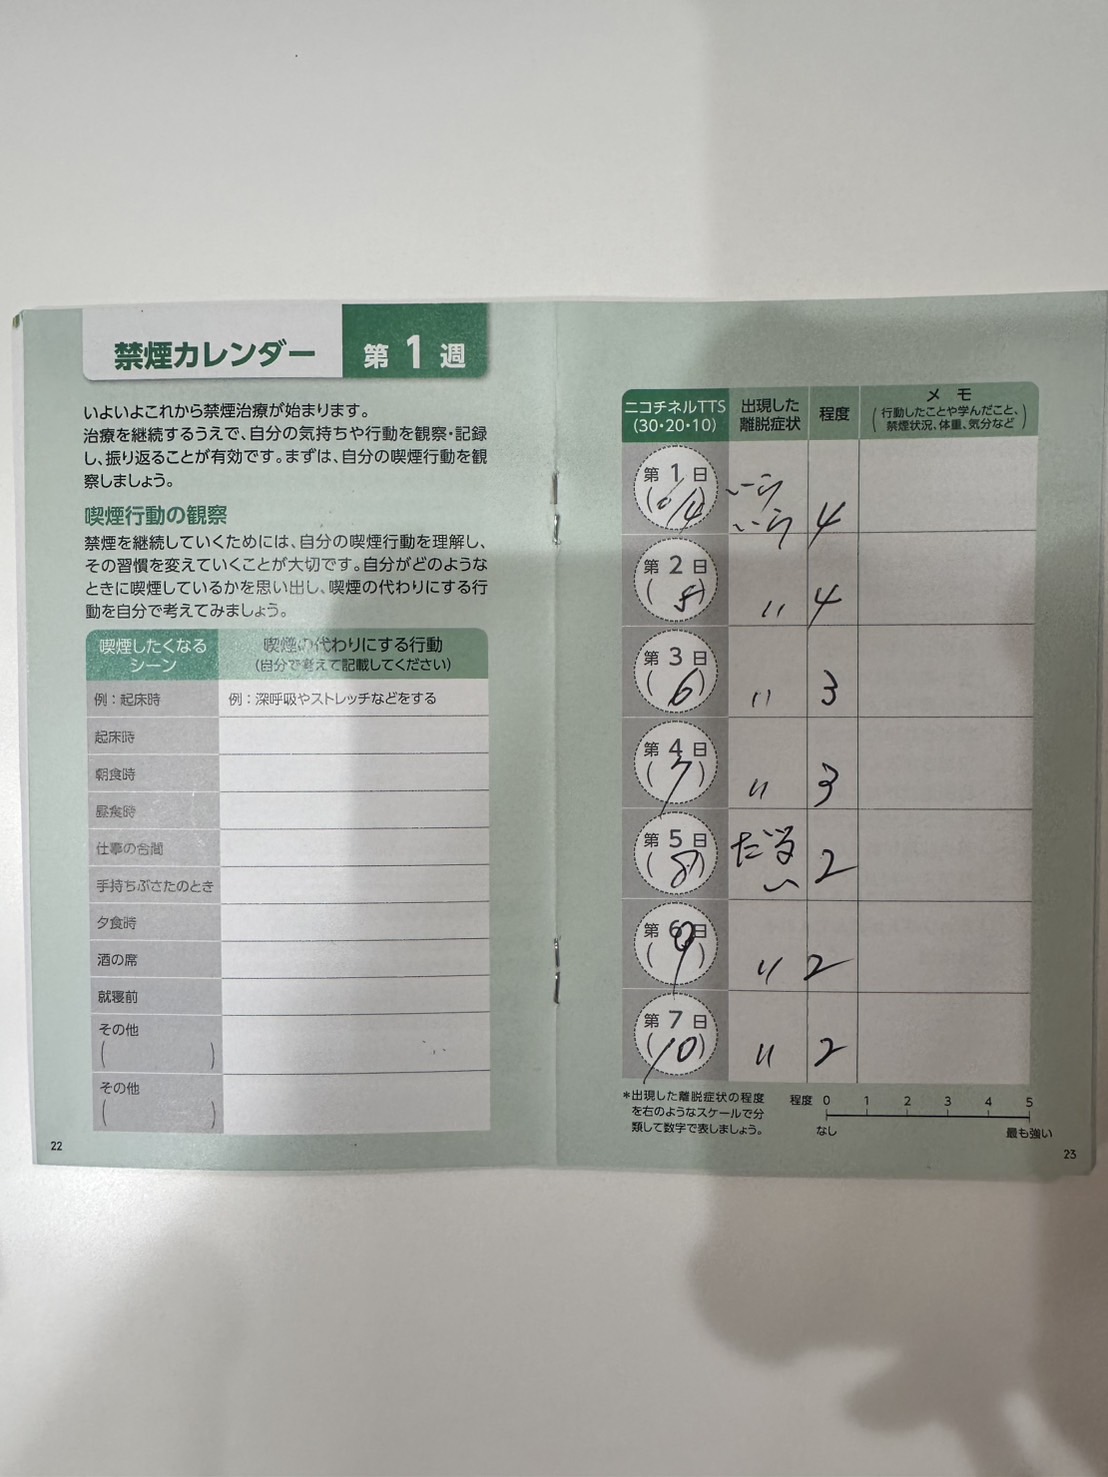 禁煙カレンダー 第1週
いよいよこれから禁煙治療が始まります。
治療を継続するうえで、自分の気持ちや行動を観察・記録
し、振り返ることが有効です。まずは、自分の喫煙行動を観
察しましょう。
喫煙行動の観察
禁煙を継続していくためには、自分の喫煙行動を理解し、
その習慣を変えていくことが大切です。自分がどのような
ときに喫煙しているかを思い出し、喫煙の代わりにする行
動を自分で考えてみましょう。
喫煙したくなる
シーン
喫煙の代わりにする行動
(自分で考えて記載してください)
例:起床時 例:深呼吸やストレッチなどをする
起床時
朝食時
昼食時
仕事の合間
手持ちぶさたのとき
夕食時
酒の席
就寝前
その他
( )
その他
( )
22
ニコチネルTTS
(30・20・10)
出現した
離脱症状
程度
メモ
(行動したことや学んだこと、
禁煙状況、体重、気分など)
第1日
(6/4)
いら
いら 4
第2日
(5) 〃 4
第3日
(6) 〃 3
第4日
(7) 〃 3
第5日
(8)
だる
い 2
第6日
(9) 〃 2
第7日
(10) 〃 2
*出現した離脱症状の程度
を右のようなスケールで分
類して数字で表しましょう。
程度 0 1 2 3 4 5
なし 最も強い
23